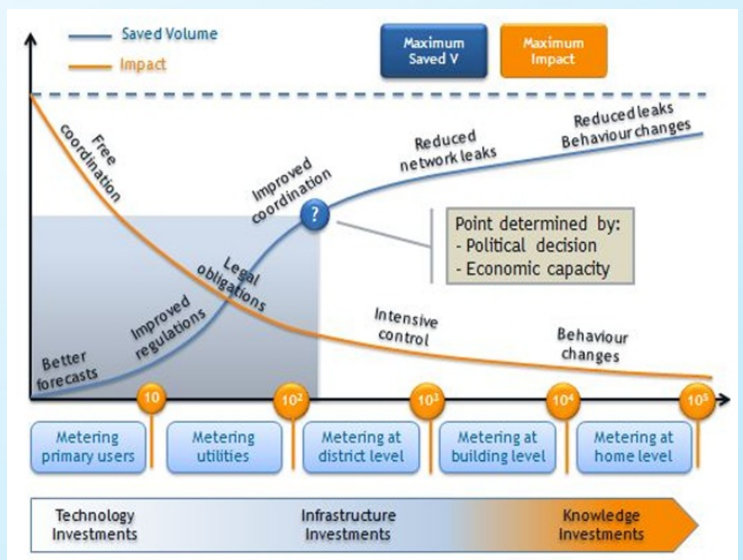 Saved Volume
Impact
Maximum
Saved V
Maximum
Impact
Free
coordination
Improved
coordination
Reduced
network leaks
Reduced leaks
Behaviour changes
?
Point determined by:
- Political decision
- Economic capacity
Legal
obligations
Improved
regulations
Better
forecasts
Intensive
control
Behaviour
changes
10
10²
10³
10⁴
10⁵
Metering
primary users
Metering
utilities
Metering at
district level
Metering at
building level
Metering at
home level
Technology
Investments
Infrastructure
Investments
Knowledge
Investments